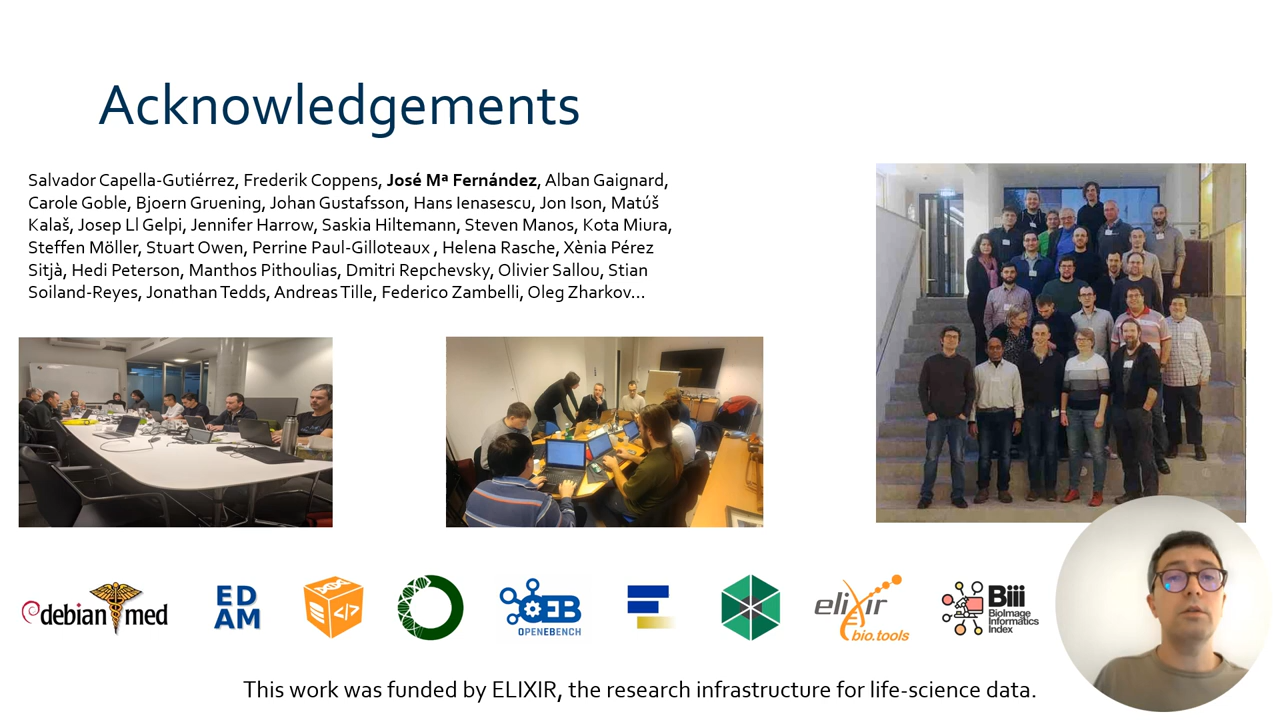 Acknowledgements
Salvador Capella-Gutiérrez, Frederik Coppens, José Mª Fernández, Alban Gaignard,
Carole Goble, Bjoern Gruening, Johan Gustafsson, Hans Ienasescu, Jon Ison, Matúš
Kalaš, Josep Ll Gelpi, Jennifer Harrow, Saskia Hiltemann, Steven Manos, Kota Miura,
Steffen Möller, Stuart Owen, Perrine Paul-Gilloteaux , Helena Rasche, Xènia Pérez
Sitjà, Hedi Peterson, Manthos Pithoulias, Dmitri Repchevsky, Olivier Sallou, Stian
Soiland-Reyes, Jonathan Tedds, Andreas Tille, Federico Zambelli, Oleg Zharkov...
debian med
ED
AM
E </>
OEB
OPENEBENCH
elixir
bio.tools
Biii
BioImage
Informatics
Index
This work was funded by ELIXIR, the research infrastructure for life-science data.